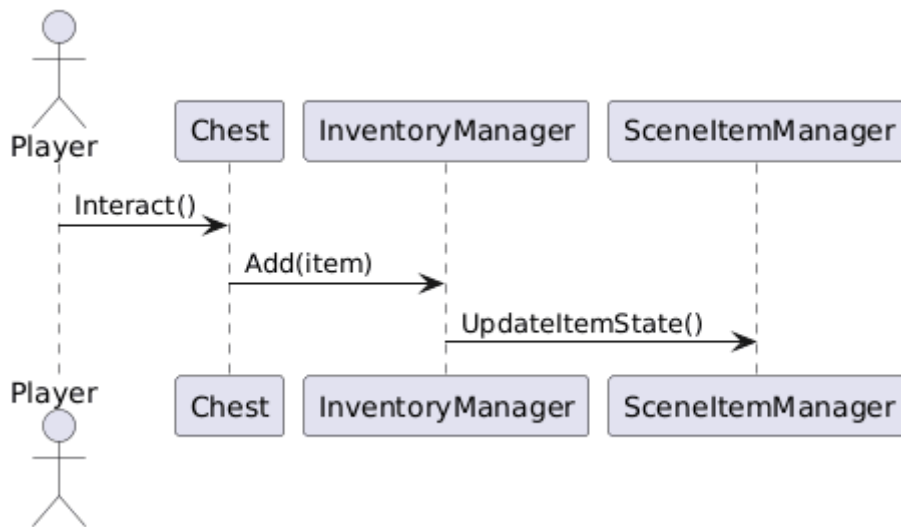 Player
Chest
InventoryManager
SceneItemManager
Interact()
Add(item)
UpdateItemState()
Player
Chest
InventoryManager
SceneItemManager